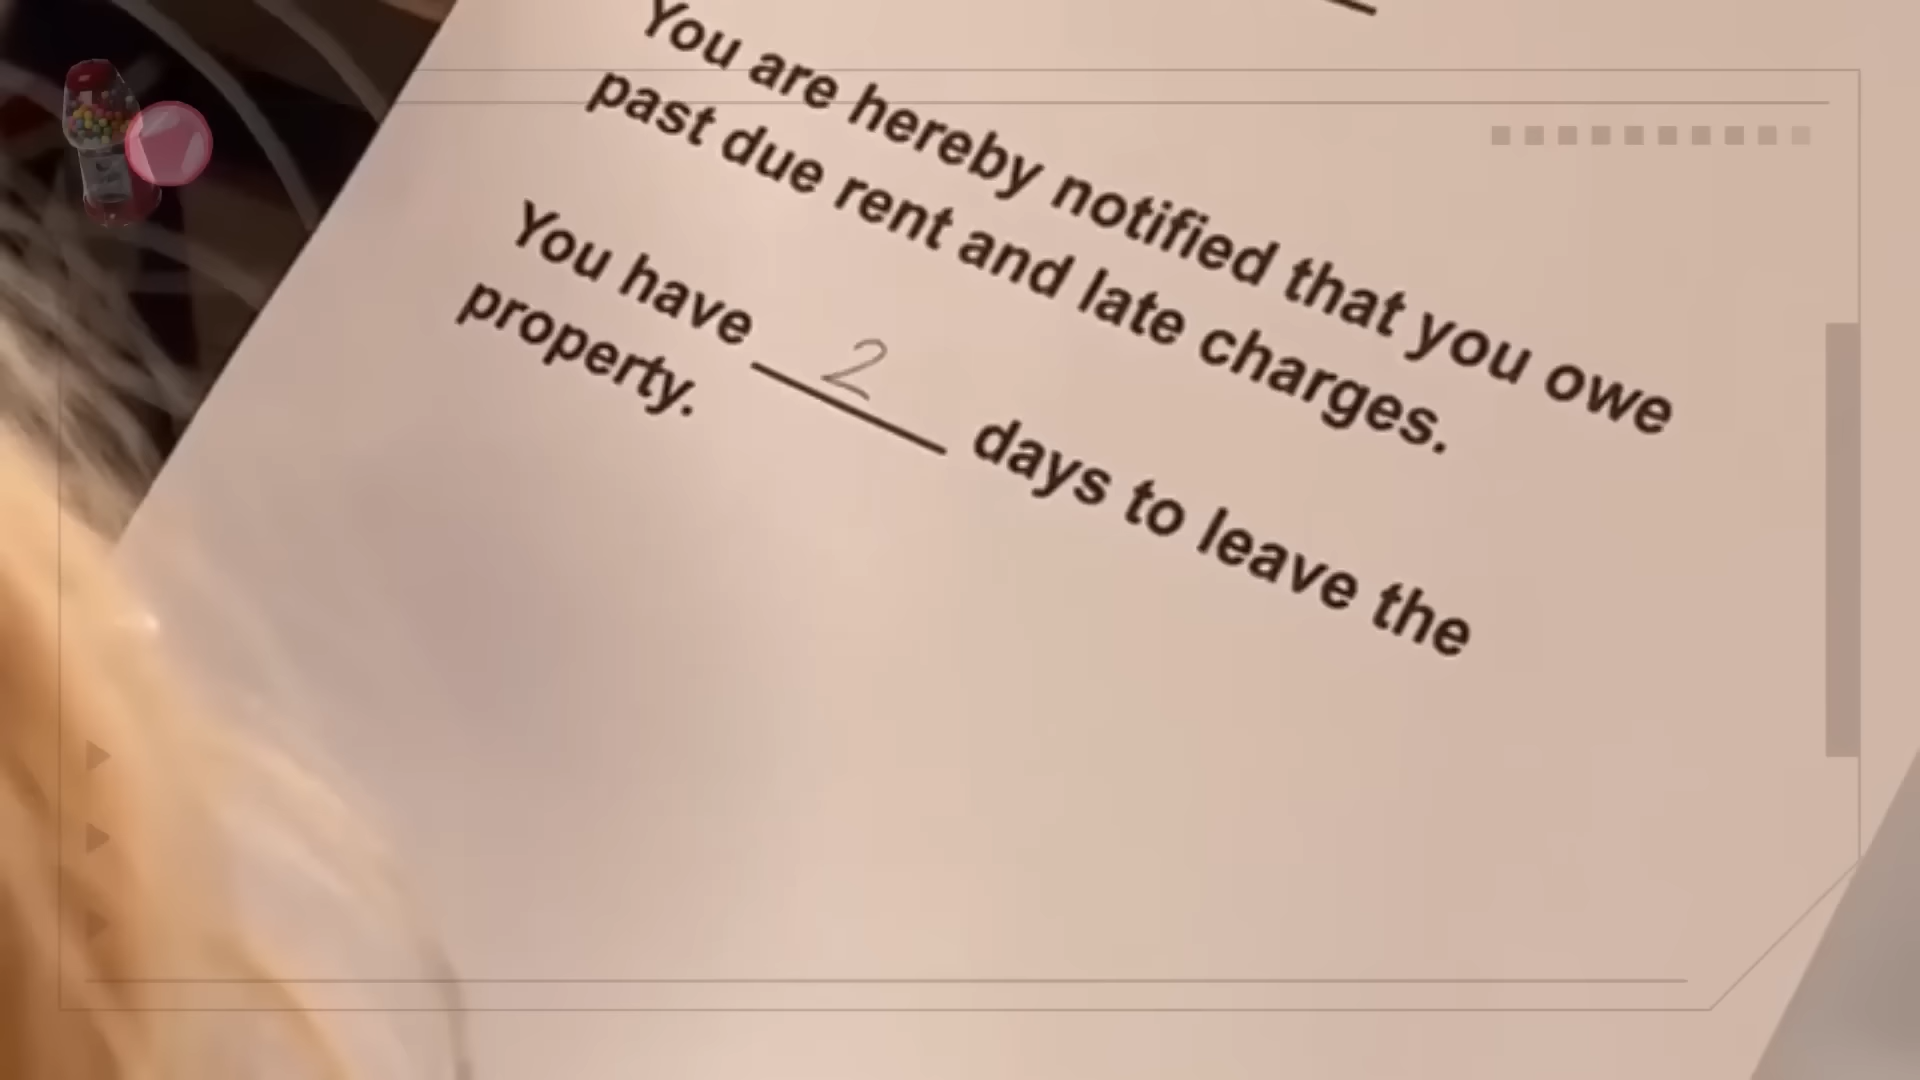 You are hereby notified that you owe
past due rent and late charges.
You have 2 days to leave the
property.